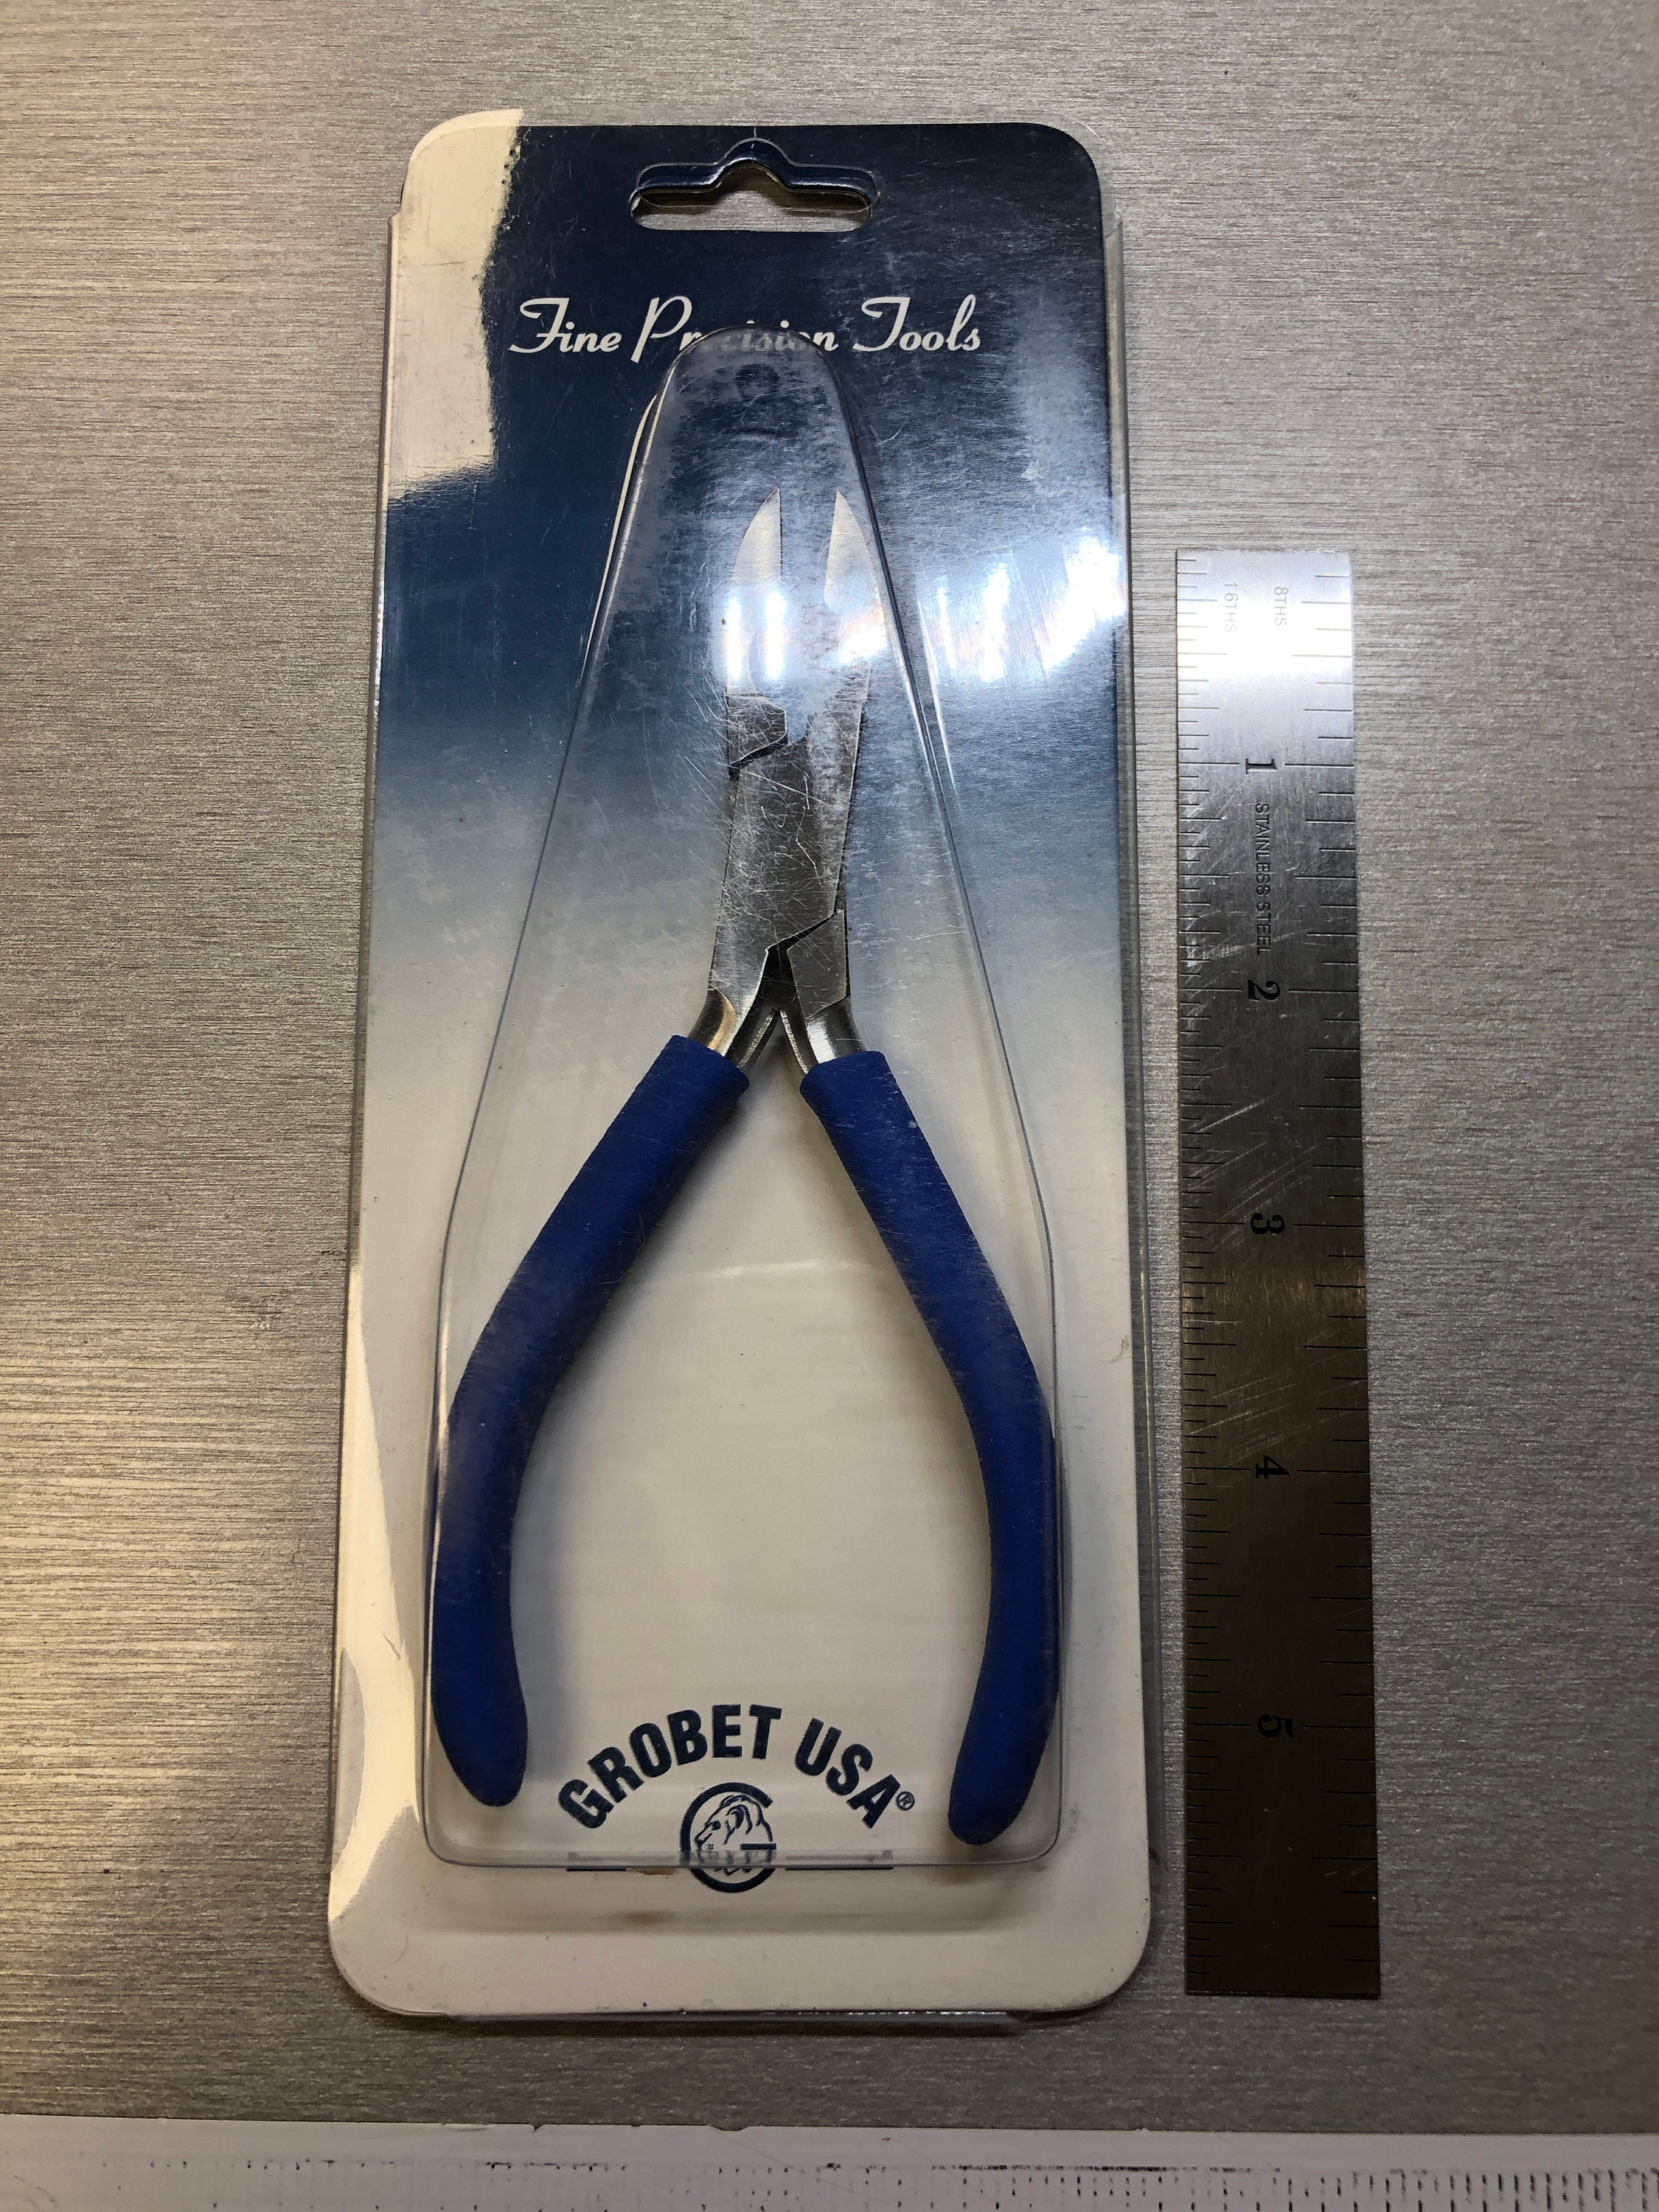 Fine Precision Tools
8THS
16THS
1
STAINLESS STEEL
2
3
4
5
GROBET USA®